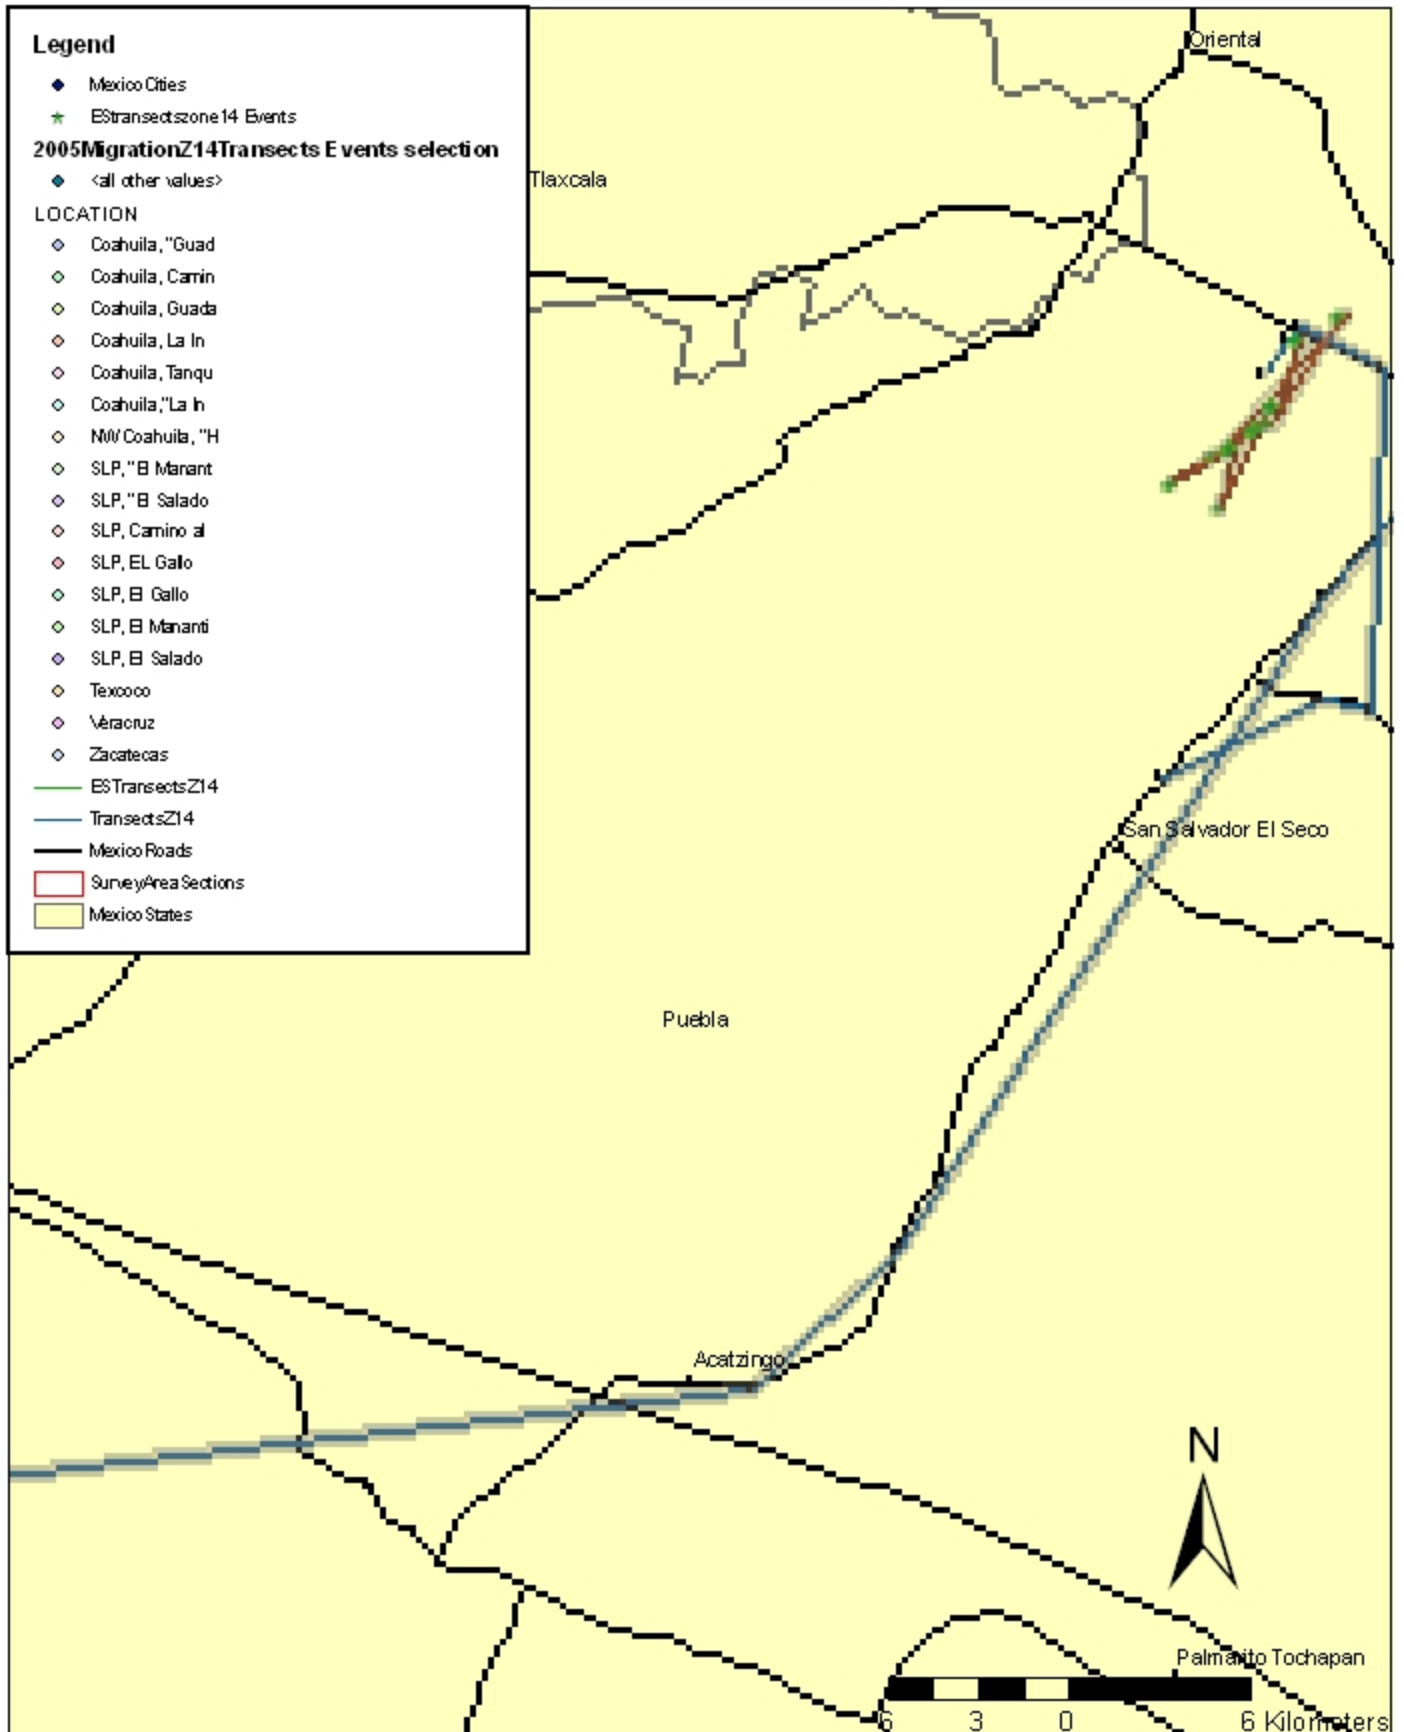 Legend
Mexico Cities
EStransectszone14 Events
2005MigrationZ14Transects Events selection
<all other values>
LOCATION
Coahuila, "Guad
Coahuila, Camin
Coahuila, Guada
Coahuila, La In
Coahuila, Tanqu
Coahuila,"La In
NW Coahuila, "H
SLP, "El Manant
SLP, "El Salado
SLP, Camino al
SLP, EL Gallo
SLP, El Gallo
SLP, El Mananti
SLP, El Salado
Texcoco
Veracruz
Zacatecas
ESTransectsZ14
TransectsZ14
Mexico Roads
SurveyAreaSections
Mexico States
Oriental
Tlaxcala
San Salvador El Seco
Puebla
Acatzingo
N
Palmarito Tochapan
6 3 0 6 Kilometers